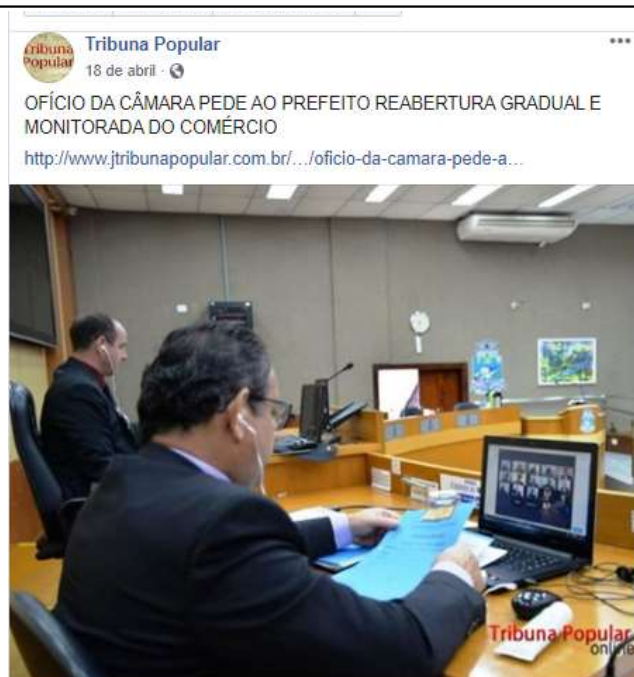 Tribuna
Popular
Tribuna Popular
18 de abril ·
OFÍCIO DA CÂMARA PEDE AO PREFEITO REABERTURA GRADUAL E
MONITORADA DO COMÉRCIO
http://www.jtribunapopular.com.br/.../oficio-da-camara-pede-a...
Tribuna Popular
online